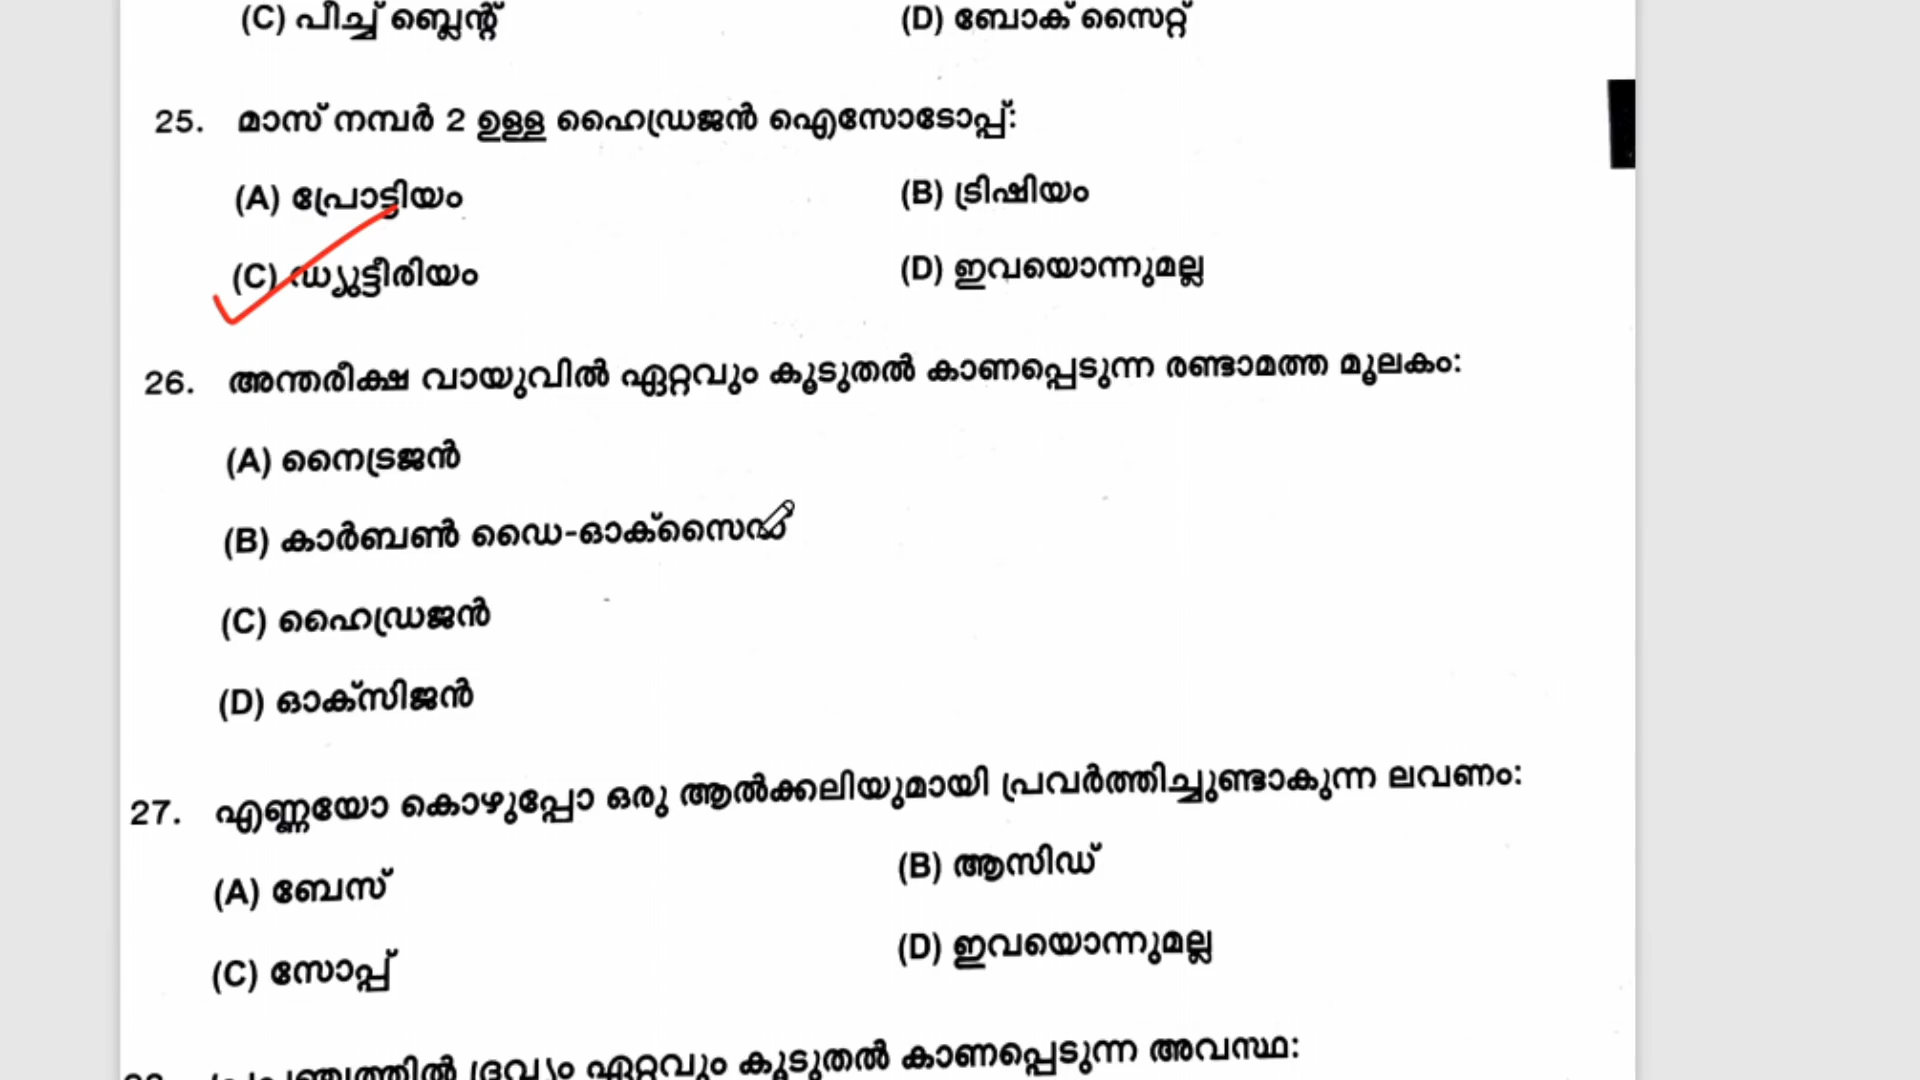 (C) പീച്ച് ബ്ലെന്റ് (D) ബോക് സൈറ്റ്
25. മാസ് നമ്പർ 2 ഉള്ള ഹൈഡ്രജൻ ഐസോടോപ്പ്:
(A) പ്രോട്ടിയം (B) ട്രിഷിയം
(C) ഡ്യുട്ടീരിയം (D) ഇവയൊന്നുമല്ല
26. അന്തരീക്ഷ വായുവിൽ ഏറ്റവും കൂടുതൽ കാണപ്പെടുന്ന രണ്ടാമത്ത മൂലകം:
(A) നൈട്രജൻ
(B) കാർബൺ ഡൈ-ഓക്സൈഡ്
(C) ഹൈഡ്രജൻ
(D) ഓക്സിജൻ
27. എണ്ണയോ കൊഴുപ്പോ ഒരു ആൽക്കലിയുമായി പ്രവർത്തിച്ചുണ്ടാകുന്ന ലവണം:
(A) ബേസ് (B) ആസിഡ്
(C) സോപ്പ് (D) ഇവയൊന്നുമല്ല
പ്രപഞ്ചത്തിൽ ദ്രവ്യം ഏറ്റവും കൂടുതൽ കാണപ്പെടുന്ന അവസ്ഥ: